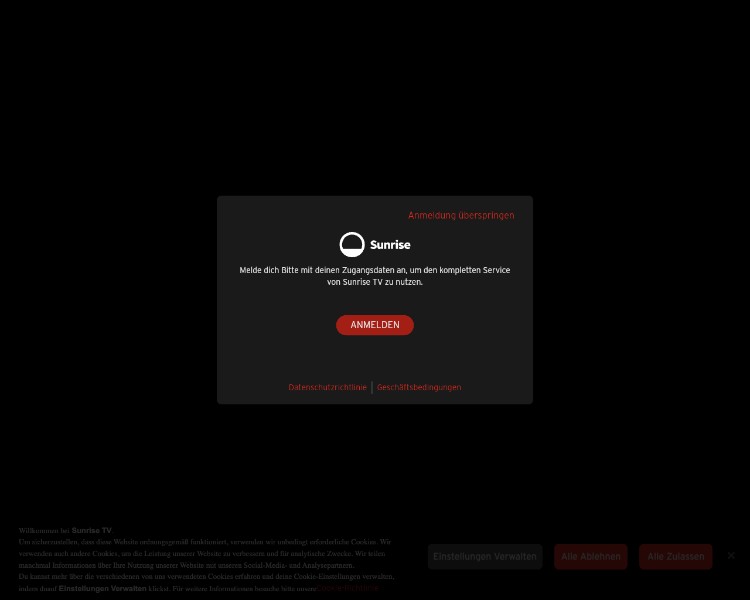 Anmeldung überspringen
Sunrise
Melde dich Bitte mit deinen Zugangsdaten an, um den kompletten Service
von Sunrise TV zu nutzen.
ANMELDEN
Datenschutzrichtlinie | Geschäftsbedingungen
Willkommen bei Sunrise TV
Um sicherzustellen, dass diese Website ordnungsgemäß funktioniert, verwenden wir unbedingt erforderliche Cookies. Wir
verwenden auch andere Cookies, um die Leistung unserer Website zu verbessern und für analytische Zwecke. Wir teilen
manchmal Informationen über Ihre Nutzung unserer Website mit unseren Social-Media- und Analysepartnern.
Du kannst mehr über die verschiedenen von uns verwendeten Cookies erfahren und deine Cookie-Einstellungen verwalten,
indem du auf Einstellungen Verwalten klickst. Für weitere Informationen besuche bitte unsere
Einstellungen Verwalten
Alle Ablehnen
Alle Zulassen